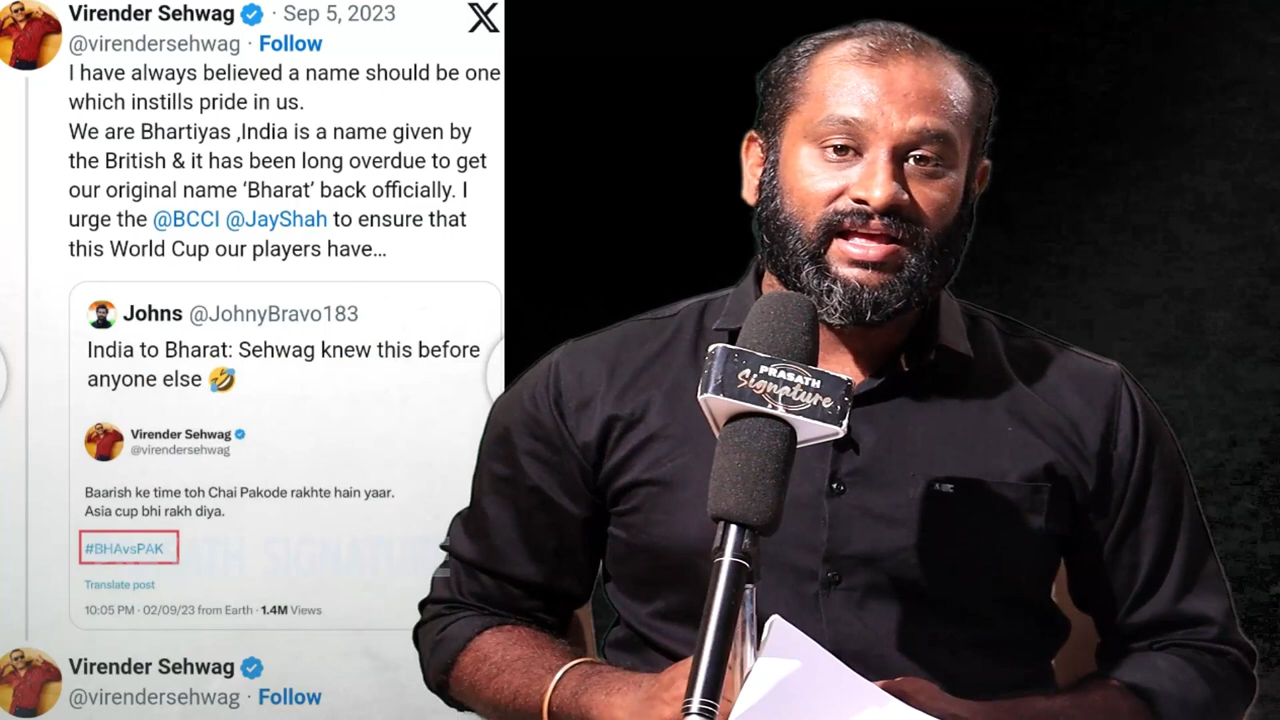 Virender Sehwag · Sep 5, 2023
@virendersehwag · Follow
I have always believed a name should be one
which instills pride in us.
We are Bhartiyas ,India is a name given by
the British & it has been long overdue to get
our original name ‘Bharat’ back officially. I
urge the @BCCI @JayShah to ensure that
this World Cup our players have…
Johns @JohnyBravo183
India to Bharat: Sehwag knew this before
anyone else 🤣
Virender Sehwag
@virendersehwag
Baarish ke time toh Chai Pakode rakhte hain yaar.
Asia cup bhi rakh diya.
#BHAvsPAK
Translate post
10:05 PM · 02/09/23 from Earth · 1.4M Views
Virender Sehwag
@virendersehwag · Follow
PRASATH
Signature